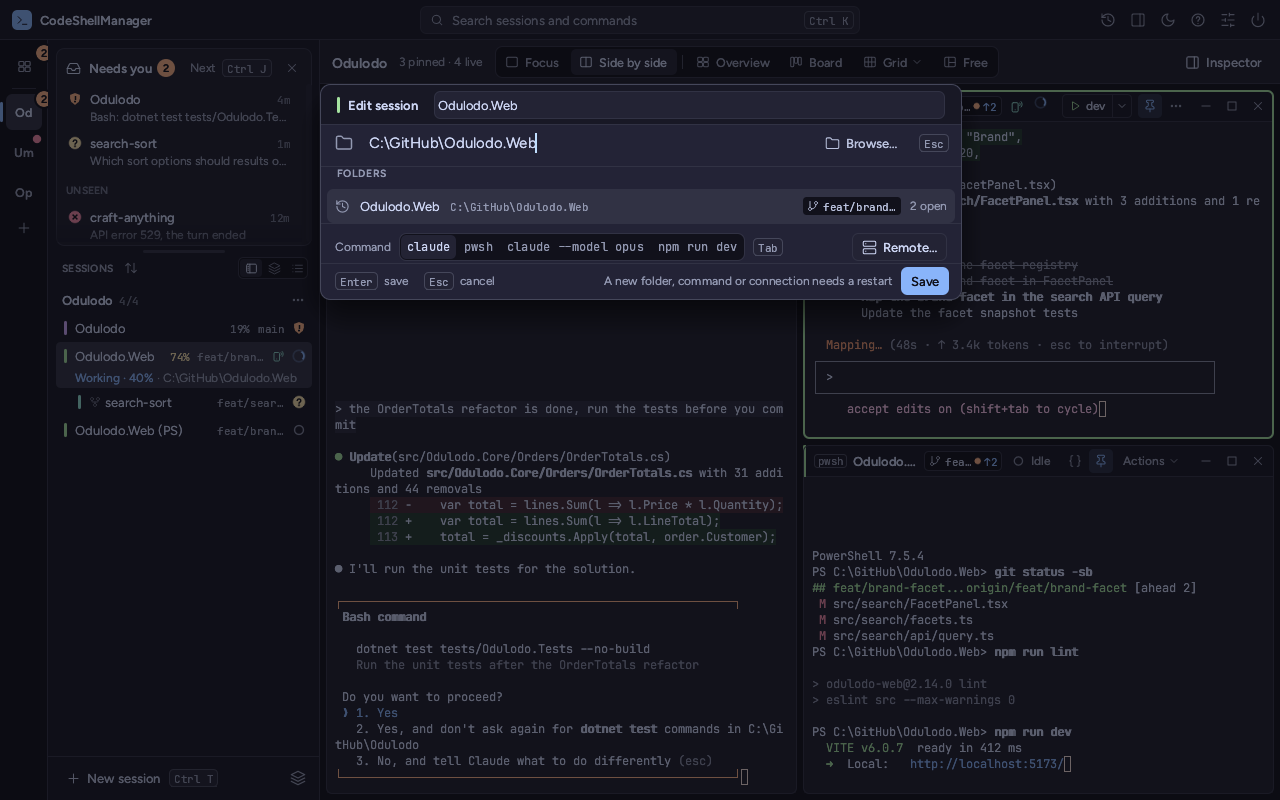 CodeShellManager
Search sessions and commands
Ctrl K
2
Od
2
Um
Op
Needs you 2 Next Ctrl J
Odulodo 4m
Bash: dotnet test tests/Odulodo.Te…
search-sort 1m
Which sort options should results o…
UNSEEN
craft-anything 12m
API error 529, the turn ended
SESSIONS
Odulodo 4/4
Odulodo 19% main
Odulodo.Web 74% feat/bran…
Working · 40% · C:\GitHub\Odulodo.Web
search-sort feat/sear…
Odulodo.Web (PS) feat/bran…
New session Ctrl T
Odulodo 3 pinned · 4 live
Focus Side by side Overview Board Grid Free
Inspector
Edit session Odulodo.Web
C:\GitHub\Odulodo.Web Browse… Esc
FOLDERS
Odulodo.Web C:\GitHub\Odulodo.Web feat/brand… 2 open
Command claude pwsh claude --model opus npm run dev Tab Remote…
Enter save Esc cancel A new folder, command or connection needs a restart Save
> the OrderTotals refactor is done, run the tests before you com
mit
● Update(src/Odulodo.Core/Orders/OrderTotals.cs)
Updated src/Odulodo.Core/Orders/OrderTotals.cs with 31 addi
tions and 44 removals
112 - var total = lines.Sum(l => l.Price * l.Quantity);
112 + var total = lines.Sum(l => l.LineTotal);
113 + total = _discounts.Apply(total, order.Customer);
● I'll run the unit tests for the solution.
Bash command
dotnet test tests/Odulodo.Tests --no-build
Run the unit tests after the OrderTotals refactor
Do you want to proceed?
❯ 1. Yes
2. Yes, and don't ask again for dotnet test commands in C:\Gi
tHub\Odulodo
3. No, and tell Claude what to do differently (esc)
↑2 dev
"Brand",
20,
acetPanel.tsx)
h/FacetPanel.tsx with 3 additions and 1 re
facet registry
facet in FacetPanel
facet in the search API query
Update the facet snapshot tests
Mapping… (48s · ↑ 3.4k tokens · esc to interrupt)
>
accept edits on (shift+tab to cycle)
pwsh Odulodo.… fea… ↑2 Idle {} Actions
PowerShell 7.5.4
PS C:\GitHub\Odulodo.Web> git status -sb
## feat/brand-facet...origin/feat/brand-facet [ahead 2]
M src/search/FacetPanel.tsx
M src/search/facets.ts
M src/search/api/query.ts
PS C:\GitHub\Odulodo.Web> npm run lint
> odulodo-web@2.14.0 lint
> eslint src --max-warnings 0
PS C:\GitHub\Odulodo.Web> npm run dev
VITE v6.0.7 ready in 412 ms
➜ Local: http://localhost:5173/